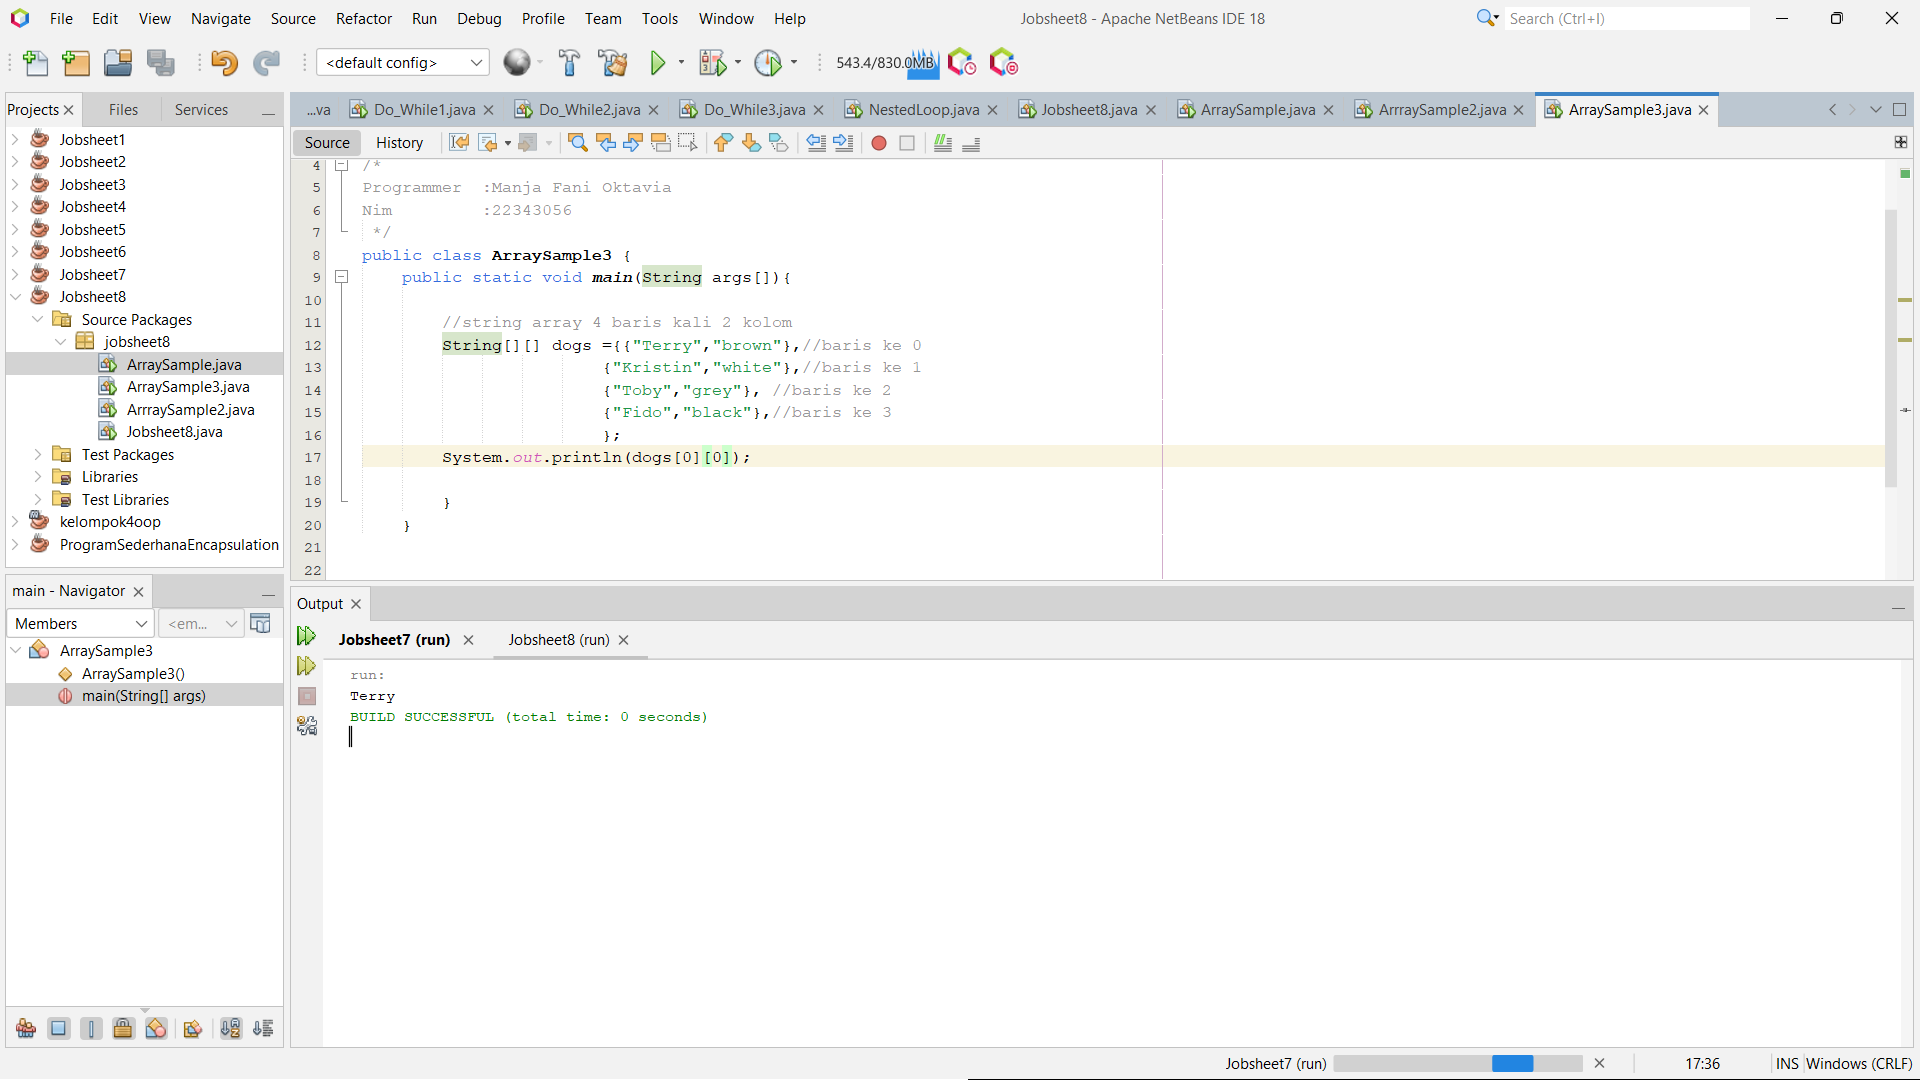 File Edit View Navigate Source Refactor Run Debug Profile Team Tools Window Help
Jobsheet8 - Apache NetBeans IDE 18
Search (Ctrl+I)
<default config>
543.4/830.0MB
Projects Files Services
...va Do_While1.java Do_While2.java Do_While3.java NestedLoop.java Jobsheet8.java ArraySample.java ArrraySample2.java ArraySample3.java
Source History
Jobsheet1
Jobsheet2
Jobsheet3
Jobsheet4
Jobsheet5
Jobsheet6
Jobsheet7
Jobsheet8
Source Packages
jobsheet8
ArraySample.java
ArraySample3.java
ArrraySample2.java
Jobsheet8.java
Test Packages
Libraries
Test Libraries
kelompok4oop
ProgramSederhanaEncapsulation
4 /*
5 Programmer :Manja Fani Oktavia
6 Nim :22343056
7 */
8 public class ArraySample3 {
9 public static void main(String args[]){
10
11 //string array 4 baris kali 2 kolom
12 String[][] dogs ={{"Terry","brown"},//baris ke 0
13 {"Kristin","white"},//baris ke 1
14 {"Toby","grey"}, //baris ke 2
15 {"Fido","black"},//baris ke 3
16 };
17 System.out.println(dogs[0][0]);
18
19 }
20 }
21
22
main - Navigator
Members
<em...
ArraySample3
ArraySample3()
main(String[] args)
Output
Jobsheet7 (run) Jobsheet8 (run)
run:
Terry
BUILD SUCCESSFUL (total time: 0 seconds)
Jobsheet7 (run)
17:36
INS
Windows (CRLF)